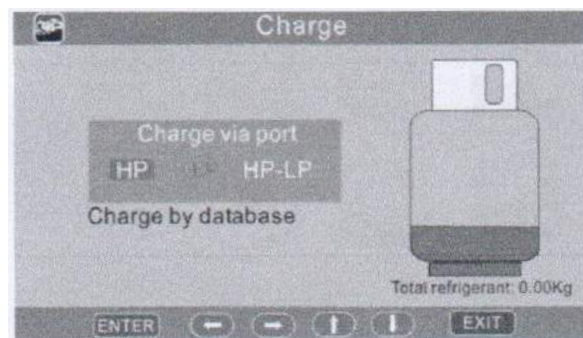 Charge
Charge via port
HP HP-LP
Charge by database
Total refrigerant: 0.00Kg
ENTER EXIT